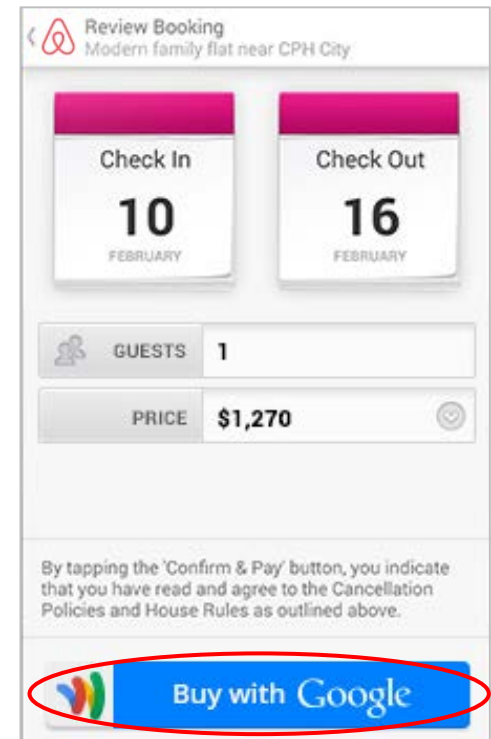 Review Booking
Modern family flat near CPH City
Check In
10
FEBRUARY
Check Out
16
FEBRUARY
GUESTS 1
PRICE $1,270
By tapping the 'Confirm & Pay' button, you indicate
that you have read and agree to the Cancellation
Policies and House Rules as outlined above.
Buy with Google